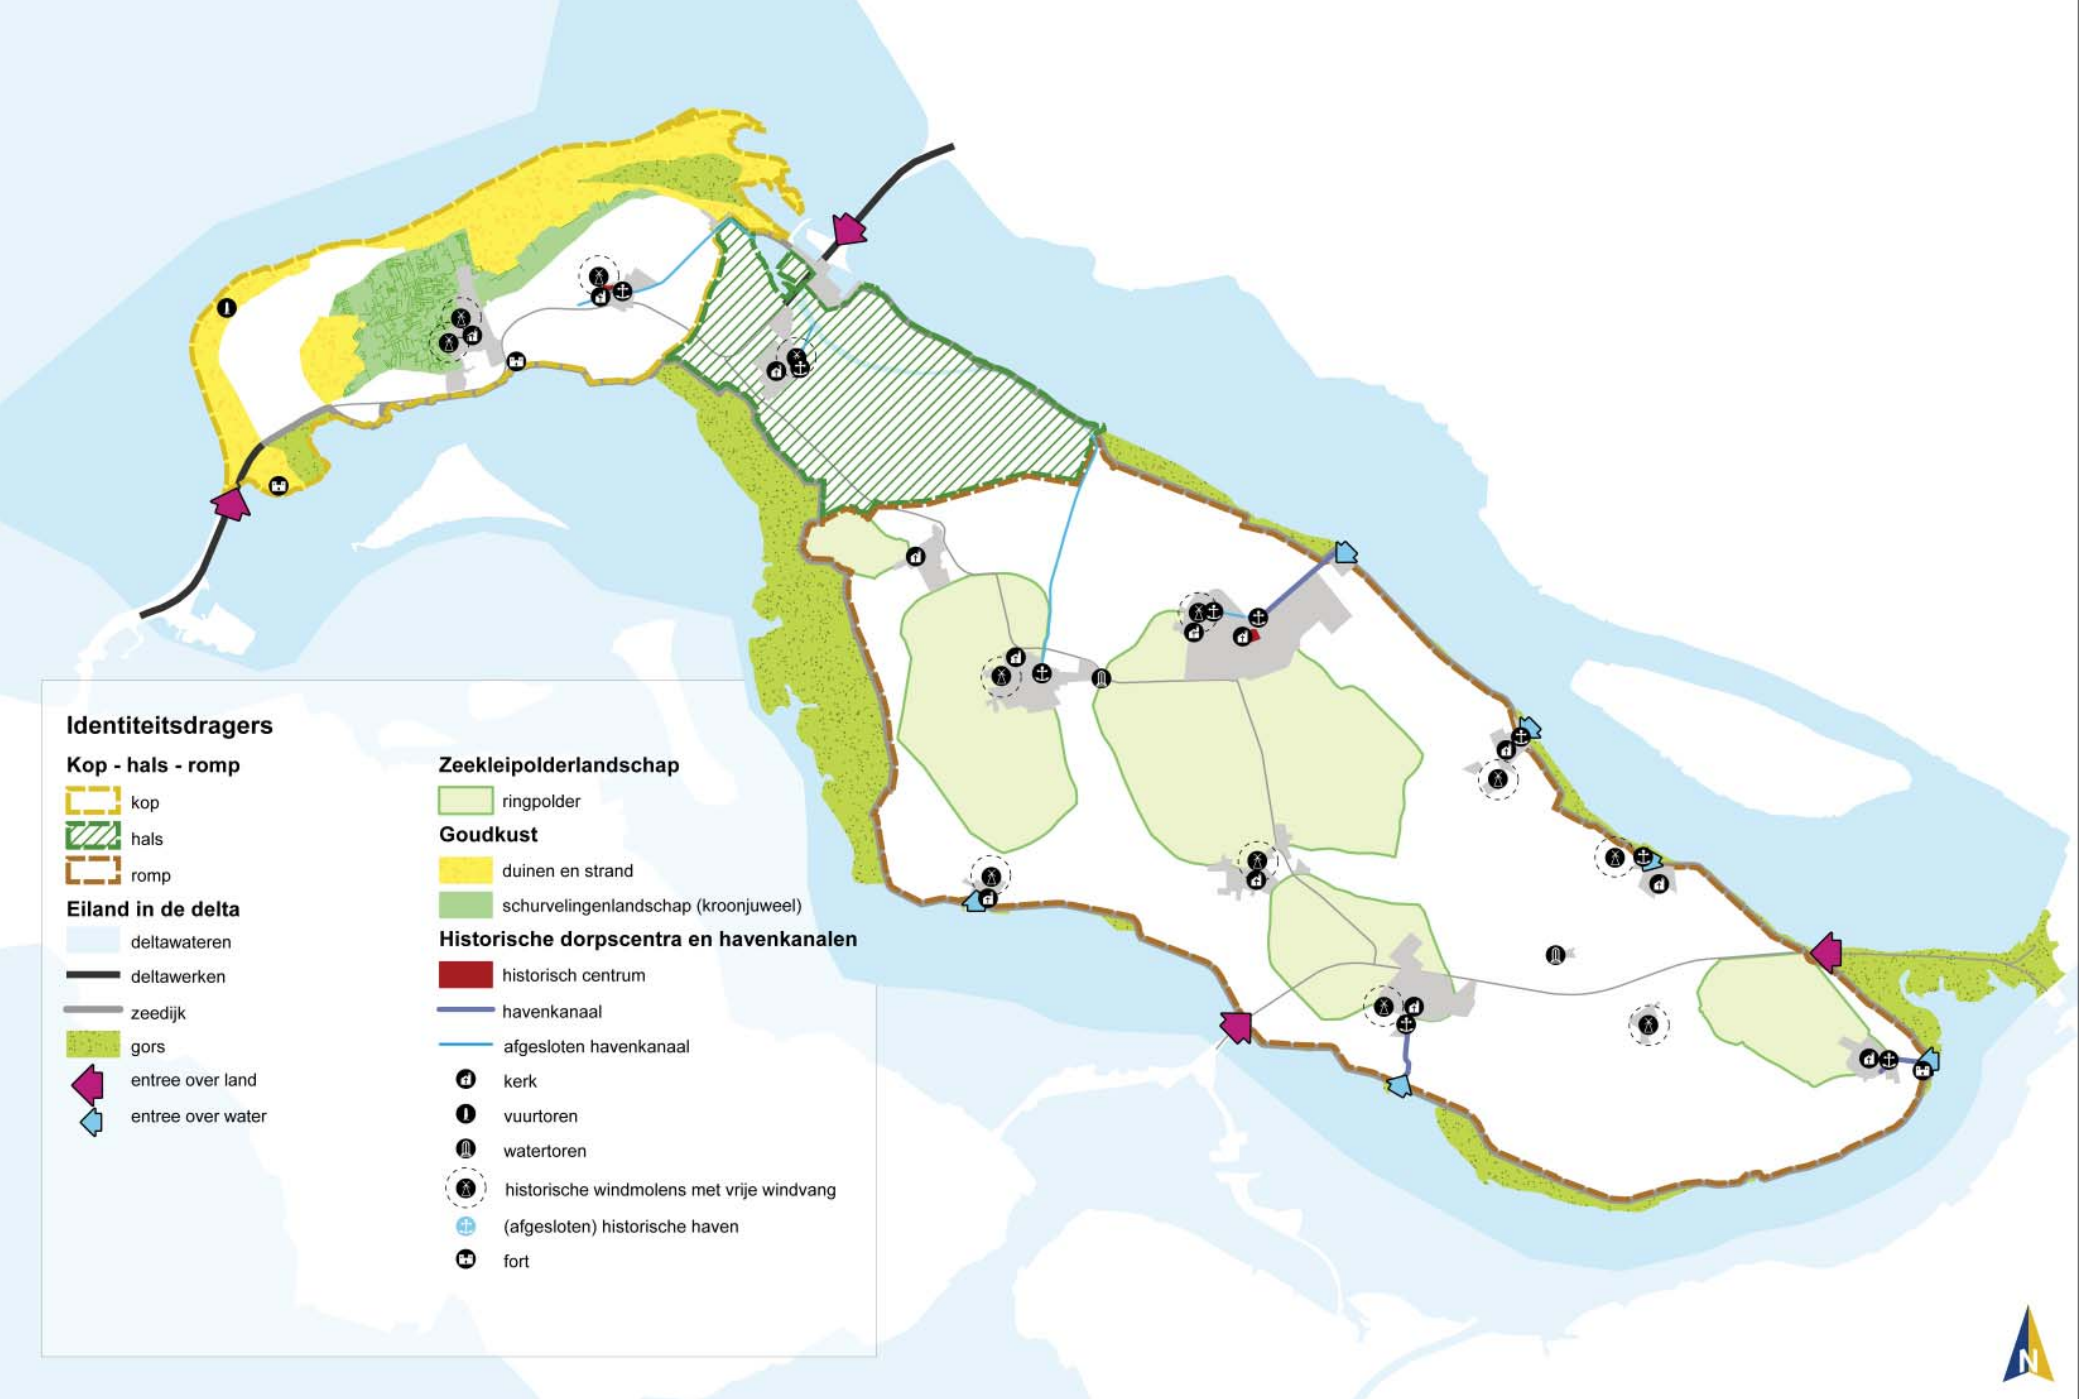 Identiteitsdragers
Kop - hals - romp
kop
hals
romp
Eiland in de delta
deltawateren
deltawerken
zeedijk
gors
entree over land
entree over water
Zeekleipolderlandschap
ringpolder
Goudkust
duinen en strand
schurvelingenlandschap (kroonjuweel)
Historische dorpscentra en havenkanalen
historisch centrum
havenkanaal
afgesloten havenkanaal
kerk
vuurtoren
watertoren
historische windmolens met vrije windvang
(afgesloten) historische haven
fort
N